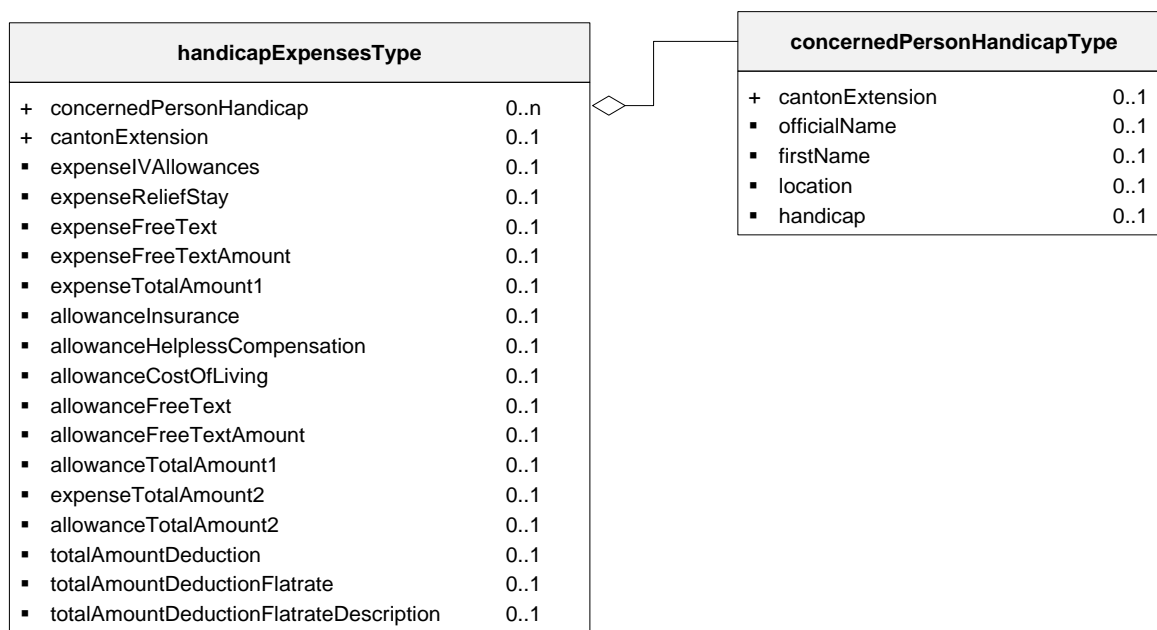 handicapExpensesType
+ concernedPersonHandicap 0..n
+ cantonExtension 0..1
▪ expenseIVAllowances 0..1
▪ expenseReliefStay 0..1
▪ expenseFreeText 0..1
▪ expenseFreeTextAmount 0..1
▪ expenseTotalAmount1 0..1
▪ allowanceInsurance 0..1
▪ allowanceHelplessCompensation 0..1
▪ allowanceCostOfLiving 0..1
▪ allowanceFreeText 0..1
▪ allowanceFreeTextAmount 0..1
▪ allowanceTotalAmount1 0..1
▪ expenseTotalAmount2 0..1
▪ allowanceTotalAmount2 0..1
▪ totalAmountDeduction 0..1
▪ totalAmountDeductionFlatrate 0..1
▪ totalAmountDeductionFlatrateDescription 0..1
concernedPersonHandicapType
+ cantonExtension 0..1
▪ officialName 0..1
▪ firstName 0..1
▪ location 0..1
▪ handicap 0..1